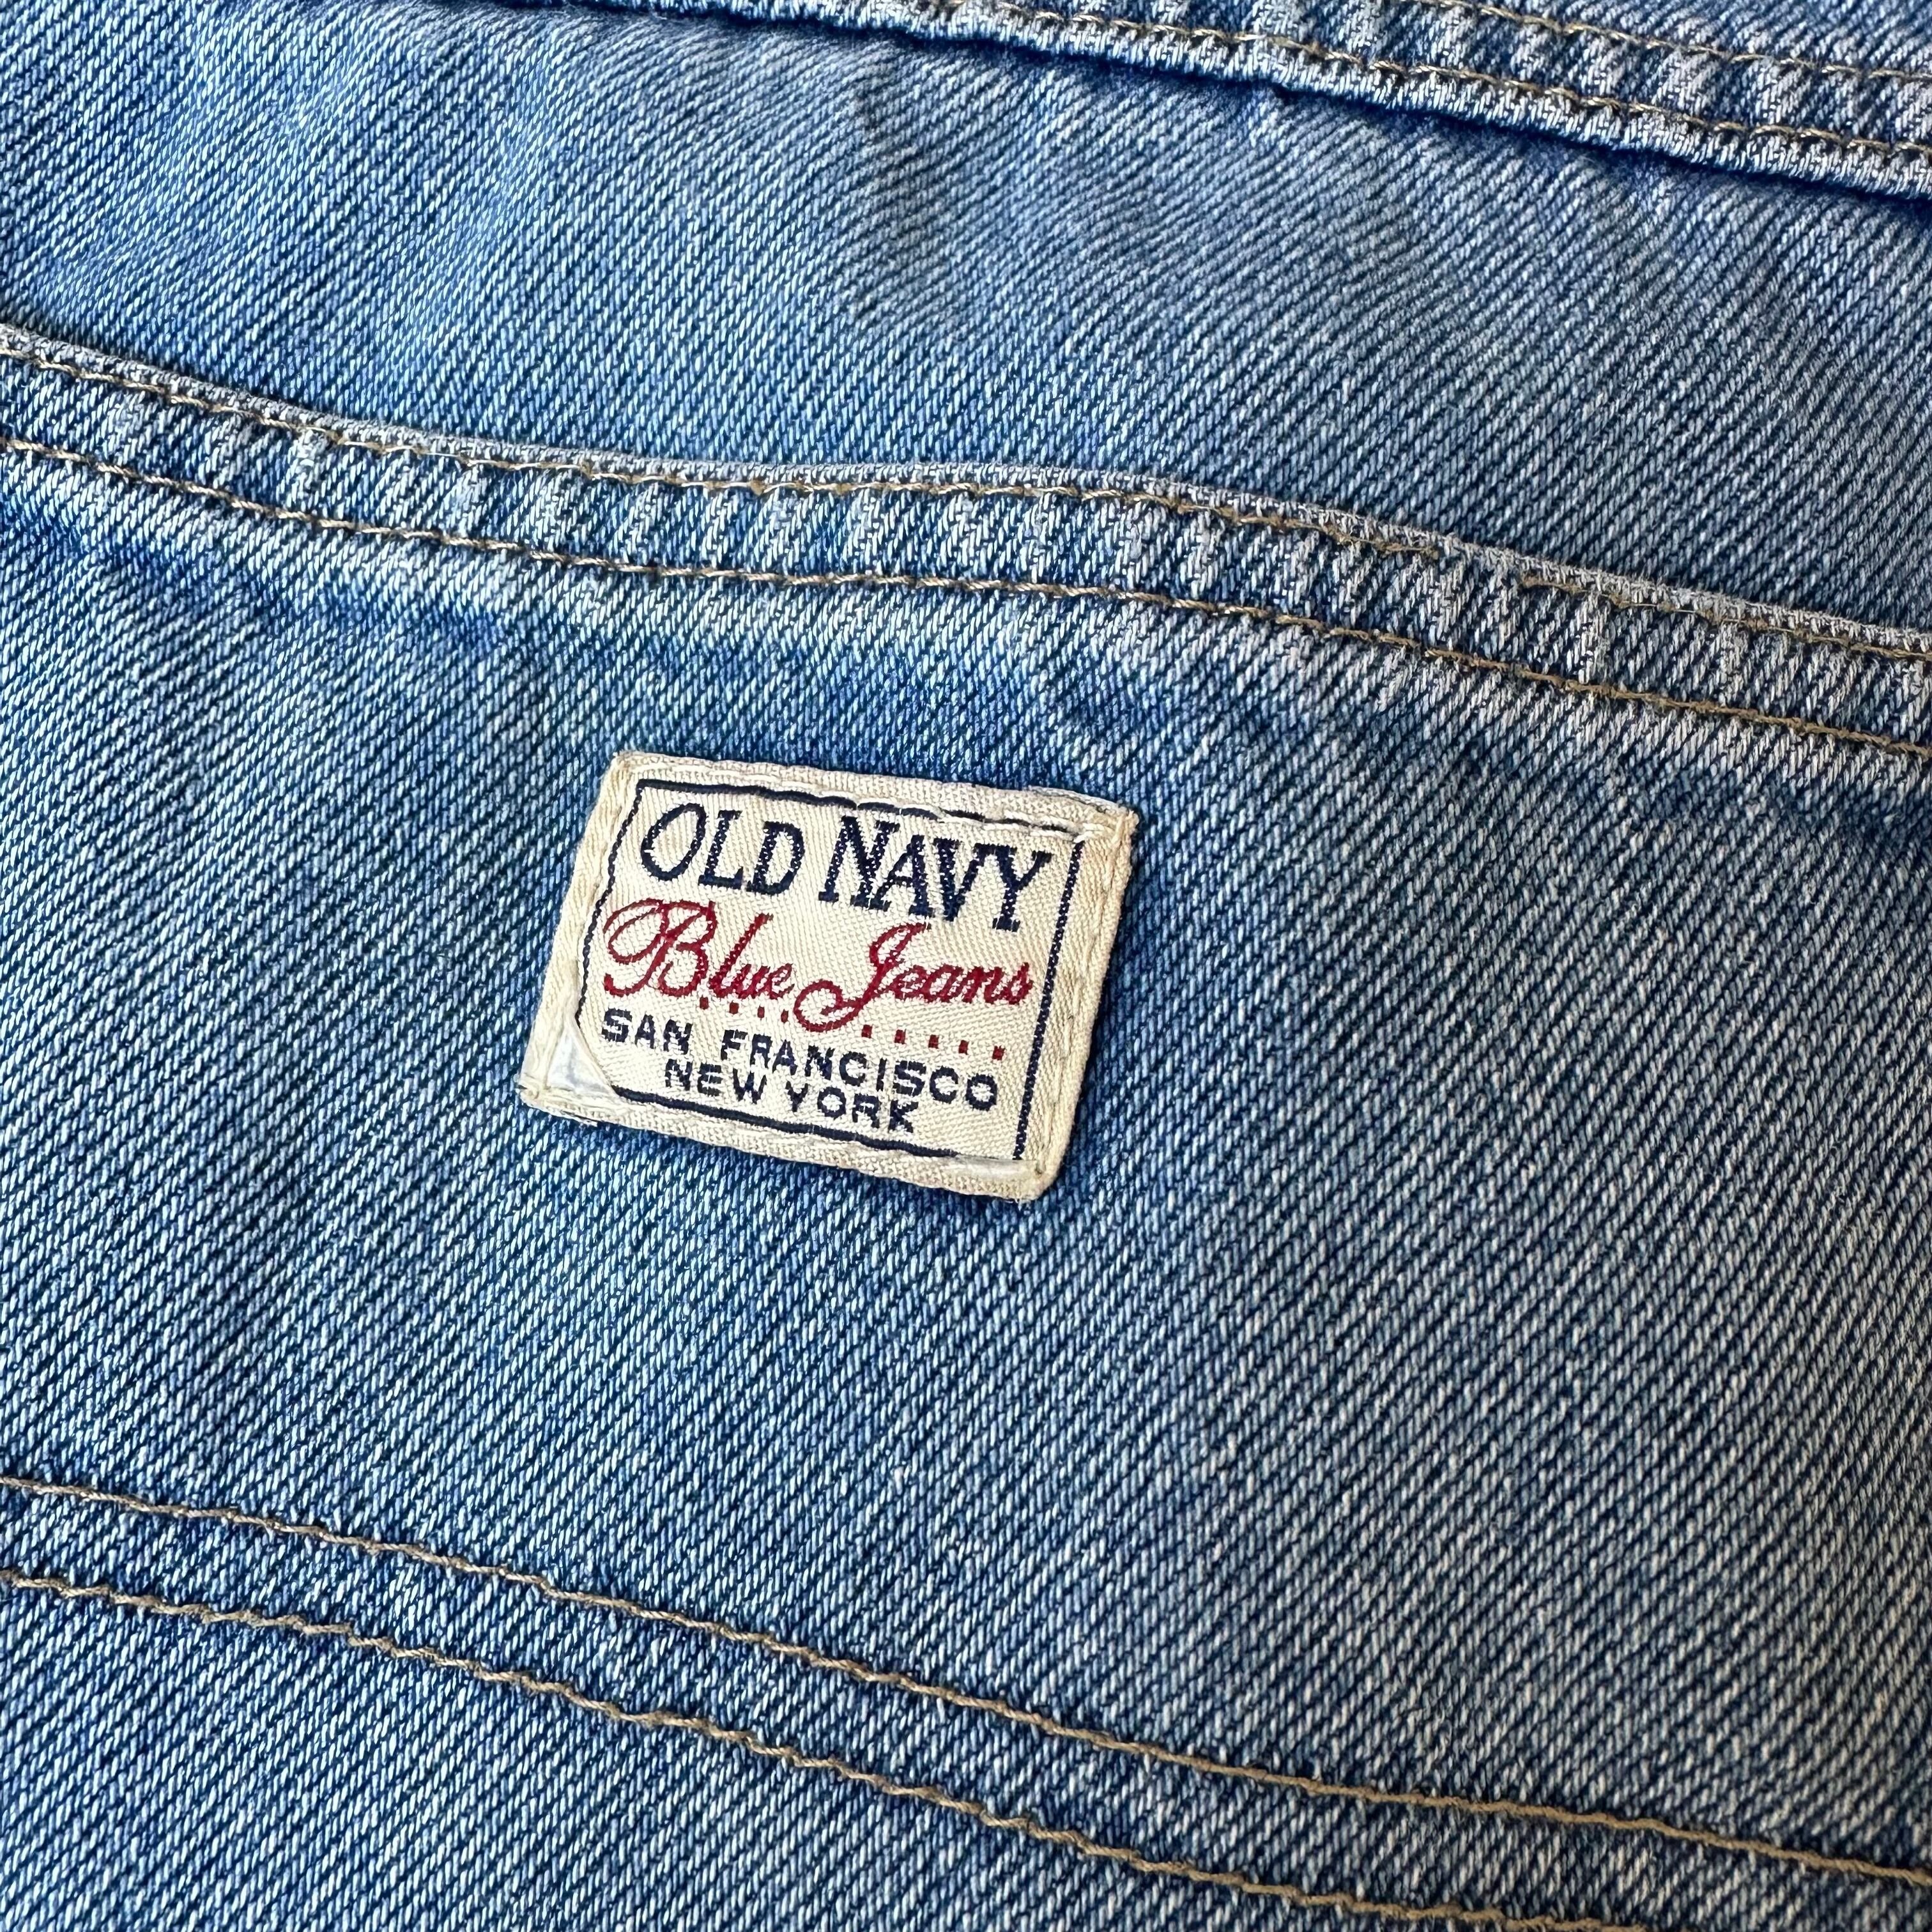 OLD NAVY
Blue Jeans
SAN FRANCISCO
NEW YORK